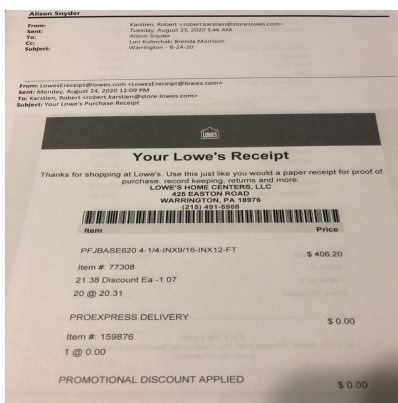 Alison Snyder
From: Karstien, Robert <robert.karstien@store.lowes.com>
Sent: Tuesday, August 25, 2020 5:46 AM
To: Alison Snyder
Cc: Lori Kolinchak; Brenda Morrison
Subject: Warrington - 8-24-20
From: LowesEreceipt@lowes.com <LowesEreceipt@lowes.com>
Sent: Monday, August 24, 2020 12:09 PM
To: Karstien, Robert <robert.karstien@store.lowes.com>
Subject: Your Lowe's Purchase Receipt
LOWE'S
Your Lowe's Receipt
Thanks for shopping at Lowe's. Use this just like you would a paper receipt for proof of
purchase, record keeping, returns and more.
LOWE'S HOME CENTERS, LLC
425 EASTON ROAD
WARRINGTON, PA 18976
(215) 491-5968
Item Price
PFJBASE620 4-1/4-INX9/16-INX12-FT $ 406.20
Item #: 77308
21.38 Discount Ea -1.07
20 @ 20.31
PROEXPRESS DELIVERY $ 0.00
Item #: 159876
1 @ 0.00
PROMOTIONAL DISCOUNT APPLIED $ 0.00